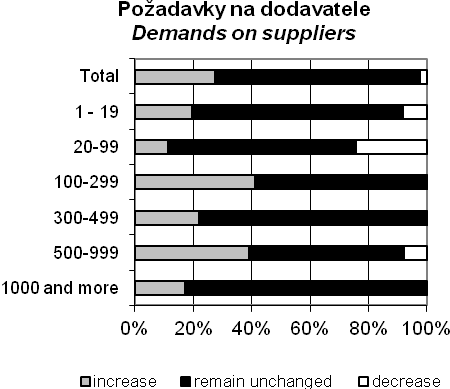 Požadavky na dodavatele
Demands on suppliers
Total
1 - 19
20-99
100-299
300-499
500-999
1000 and more
0% 20% 40% 60% 80% 100%
increase remain unchanged decrease